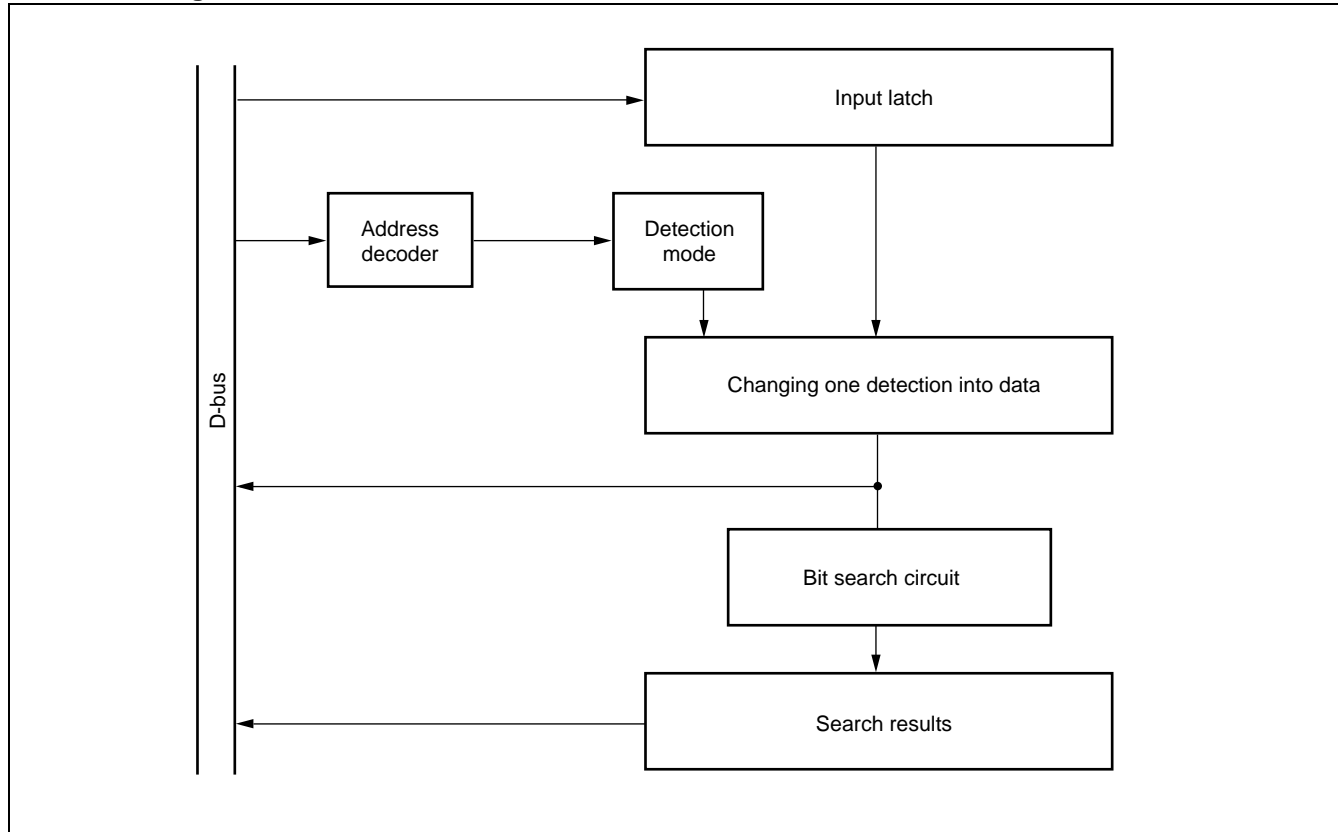 Input latch
Address
decoder
Detection
mode
Changing one detection into data
D-bus
Bit search circuit
Search results